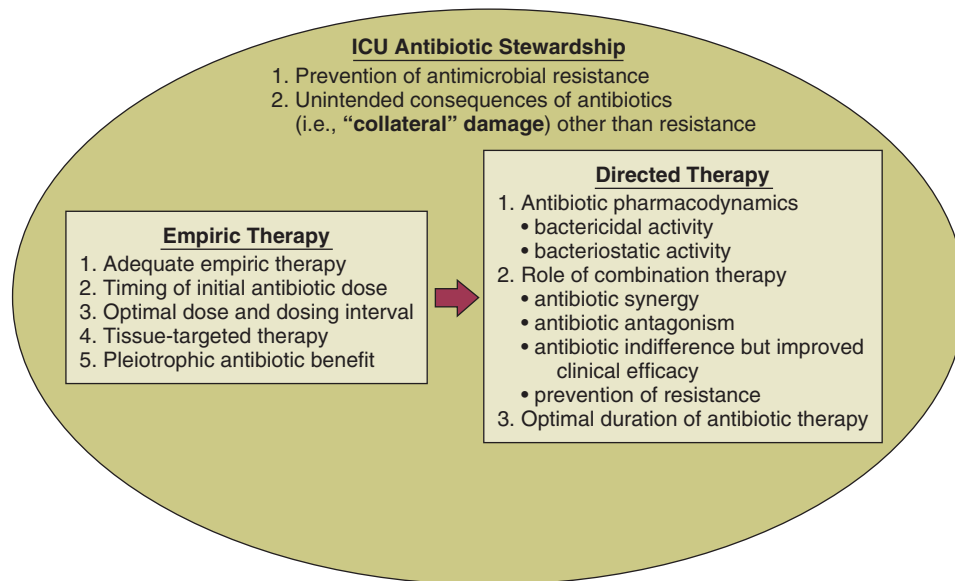 ICU Antibiotic Stewardship
1. Prevention of antimicrobial resistance
2. Unintended consequences of antibiotics
(i.e., “collateral” damage) other than resistance
Empiric Therapy
1. Adequate empiric therapy
2. Timing of initial antibiotic dose
3. Optimal dose and dosing interval
4. Tissue-targeted therapy
5. Pleiotrophic antibiotic benefit
Directed Therapy
1. Antibiotic pharmacodynamics
• bactericidal activity
• bacteriostatic activity
2. Role of combination therapy
• antibiotic synergy
• antibiotic antagonism
• antibiotic indifference but improved
clinical efficacy
• prevention of resistance
3. Optimal duration of antibiotic therapy